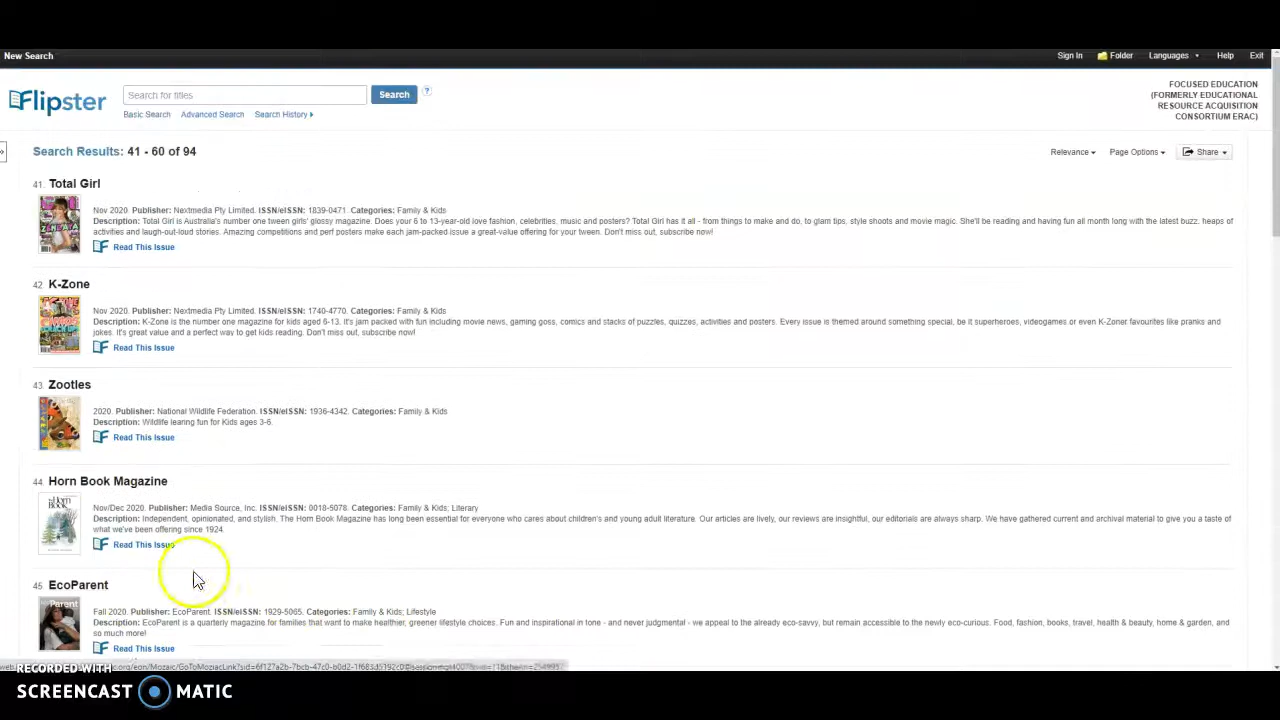 New Search
Sign In Folder Languages Help Exit
Flipster
Search for titles
Search
?
Basic Search Advanced Search Search History
FOCUSED EDUCATION
(FORMERLY EDUCATIONAL
RESOURCE ACQUISITION
CONSORTIUM ERAC)
Search Results: 41 - 60 of 94
Relevance Page Options Share
41. Total Girl
Nov 2020. Publisher: Nextmedia Pty Limited. ISSN/eISSN: 1839-0471. Categories: Family & Kids
Description: Total Girl is Australia's number one tween girls' glossy magazine. Does your 6 to 13-year-old love fashion, celebrities, music and posters? Total Girl has it all - from things to make and do, to glam tips, style shoots and movie magic. She'll be reading and having fun all month long with the latest buzz, heaps of
activities and laugh-out-loud stories. Amazing competitions and perf posters make each jam-packed issue a great-value offering for your tween. Don't miss out, subscribe now!
Read This Issue
42. K-Zone
Nov 2020. Publisher: Nextmedia Pty Limited. ISSN/eISSN: 1740-4770. Categories: Family & Kids
Description: K-Zone is the number one magazine for kids aged 6-13. It's jam packed with fun including movie news, gaming goss, comics and stacks of puzzles, quizzes, activities and posters. Every issue is themed around something special, be it superheroes, videogames or even K-Zoner favourites like pranks and
jokes. It's great value and a perfect way to get kids reading. Don't miss out, subscribe now!
Read This Issue
43. Zootles
2020. Publisher: National Wildlife Federation. ISSN/eISSN: 1936-4342. Categories: Family & Kids
Description: Wildlife learing fun for Kids ages 3-6.
Read This Issue
44. Horn Book Magazine
Nov/Dec 2020. Publisher: Media Source, Inc. ISSN/eISSN: 0018-5078. Categories: Family & Kids; Literary
Description: Independent, opinionated, and stylish. The Horn Book Magazine has long been essential for everyone who cares about children's and young adult literature. Our articles are lively, our reviews are insightful, our editorials are always sharp. We have gathered current and archival material to give you a taste of
what we've been offering since 1924.
Read This Issue
45. EcoParent
Fall 2020. Publisher: EcoParent. ISSN/eISSN: 1929-5065. Categories: Family & Kids; Lifestyle
Description: EcoParent is a quarterly magazine for families that want to make healthier, greener lifestyle choices. Fun and inspirational in tone - and never judgmental - we appeal to the already eco-savvy, but remain accessible to the newly eco-curious. Food, fashion, books, travel, health & beauty, home & garden, and
so much more!
Read This Issue
RECORDED WITH
SCREENCAST MATIC